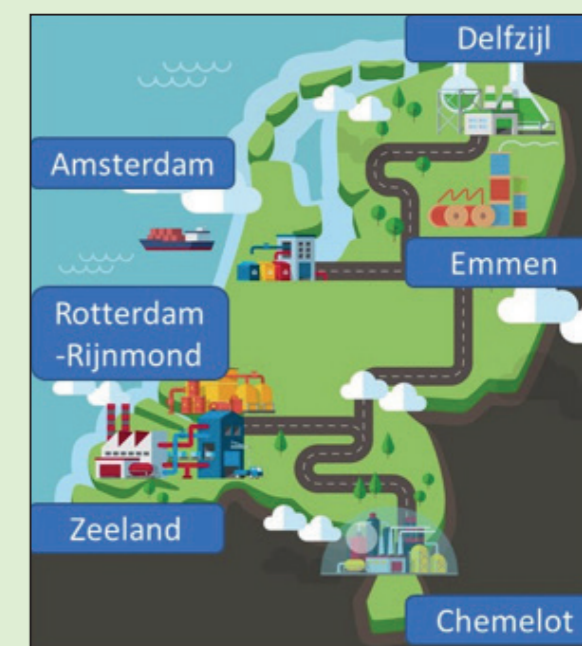 Delfzijl
Amsterdam
Emmen
Rotterdam
-Rijnmond
Zeeland
Chemelot